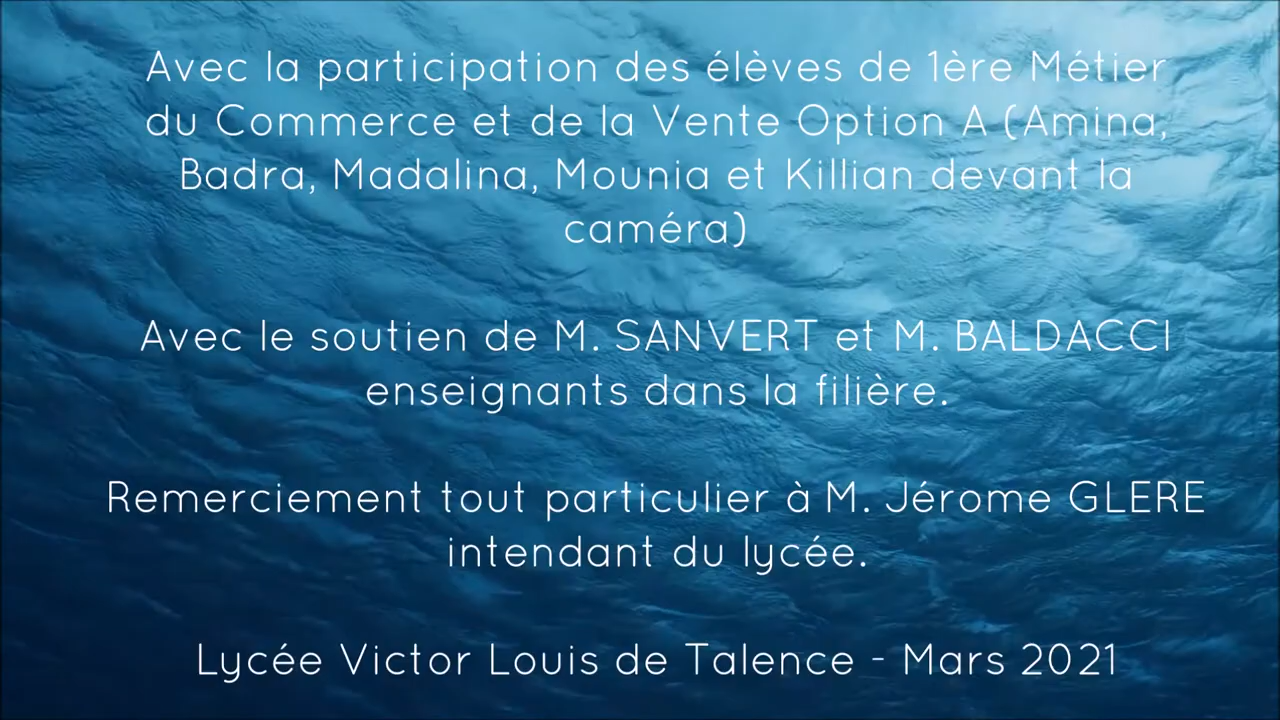 Avec la participation des élèves de 1ère Métier
du Commerce et de la Vente Option A (Amina,
Badra, Madalina, Mounia et Killian devant la
caméra)
Avec le soutien de M. SANVERT et M. BALDACCI
enseignants dans la filière.
Remerciement tout particulier à M. Jérome GLERE
intendant du lycée.
Lycée Victor Louis de Talence - Mars 2021